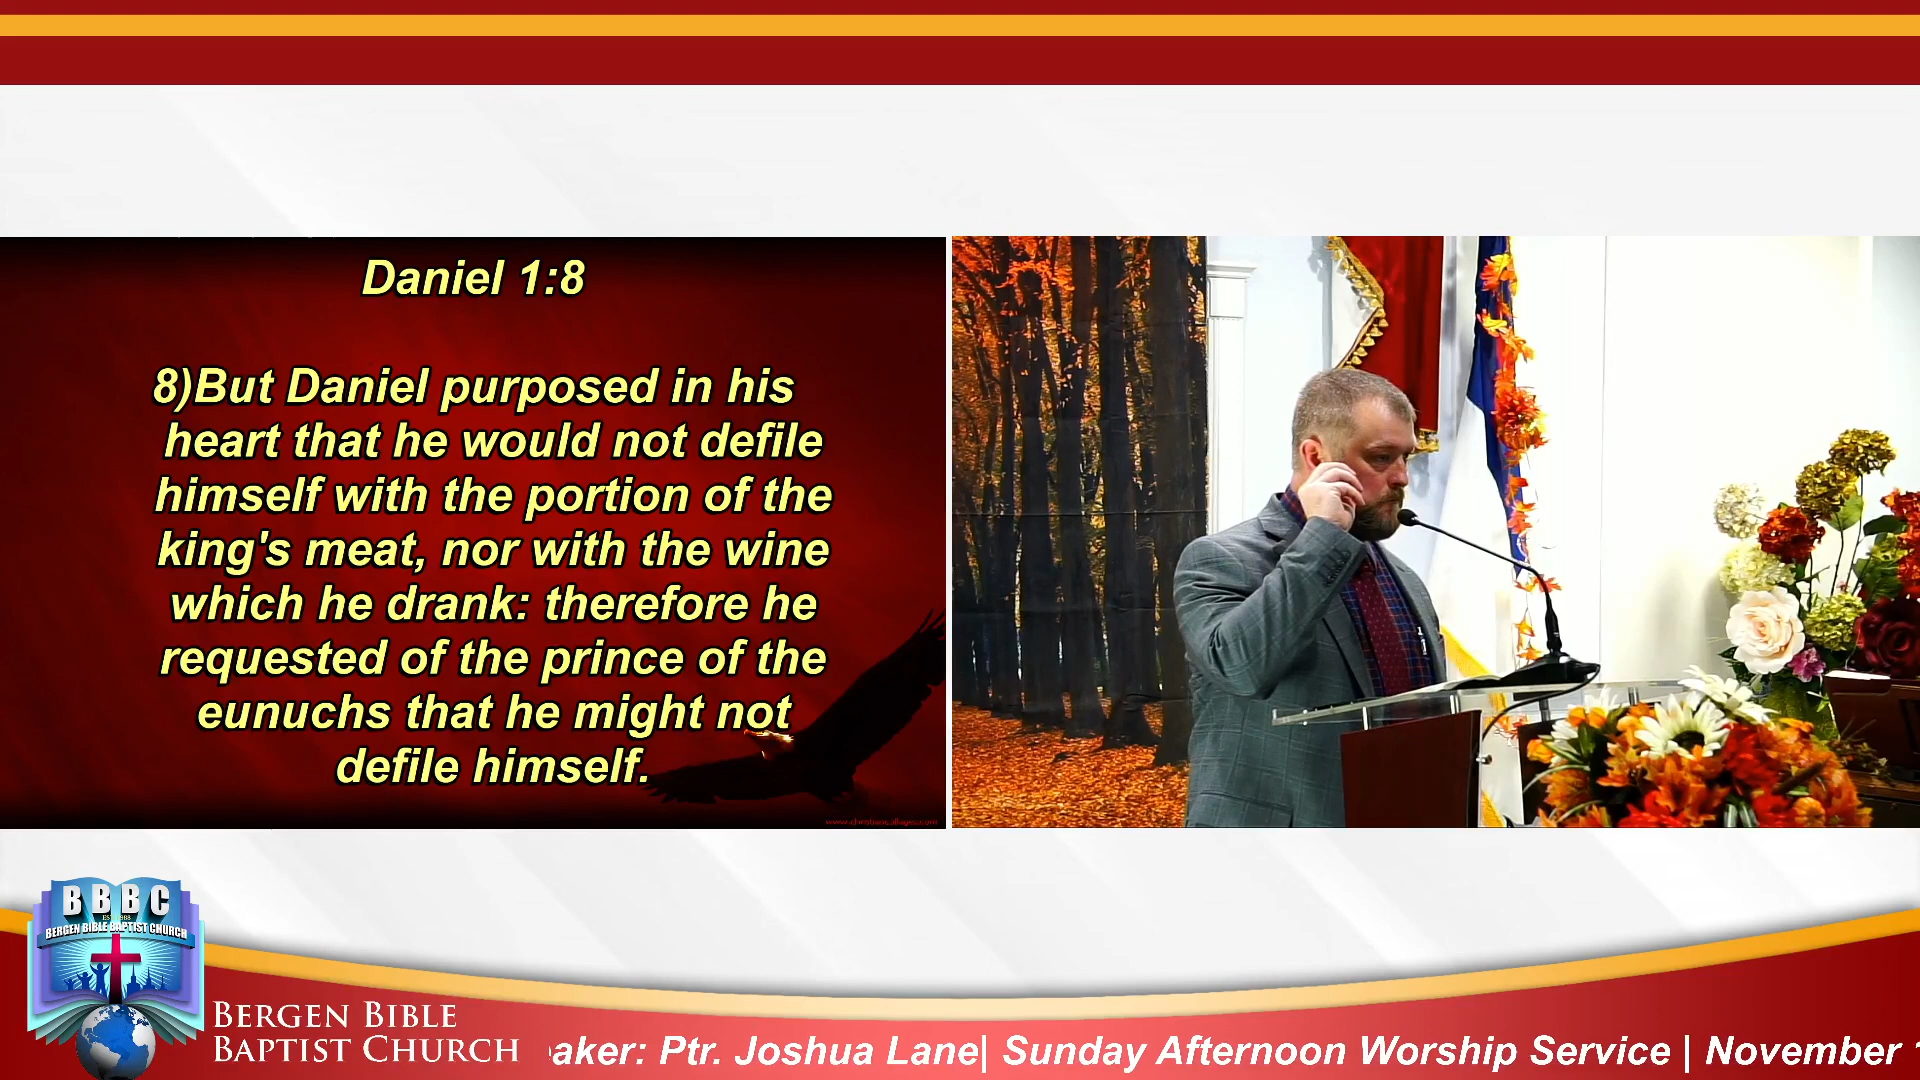 Daniel 1:8
8)But Daniel purposed in his
heart that he would not defile
himself with the portion of the
king's meat, nor with the wine
which he drank: therefore he
requested of the prince of the
eunuchs that he might not
defile himself.
BBBC
BERGEN BIBLE BAPTIST CHURCH
BERGEN BIBLE
BAPTIST CHURCH
aker: Ptr. Joshua Lane| Sunday Afternoon Worship Service | November